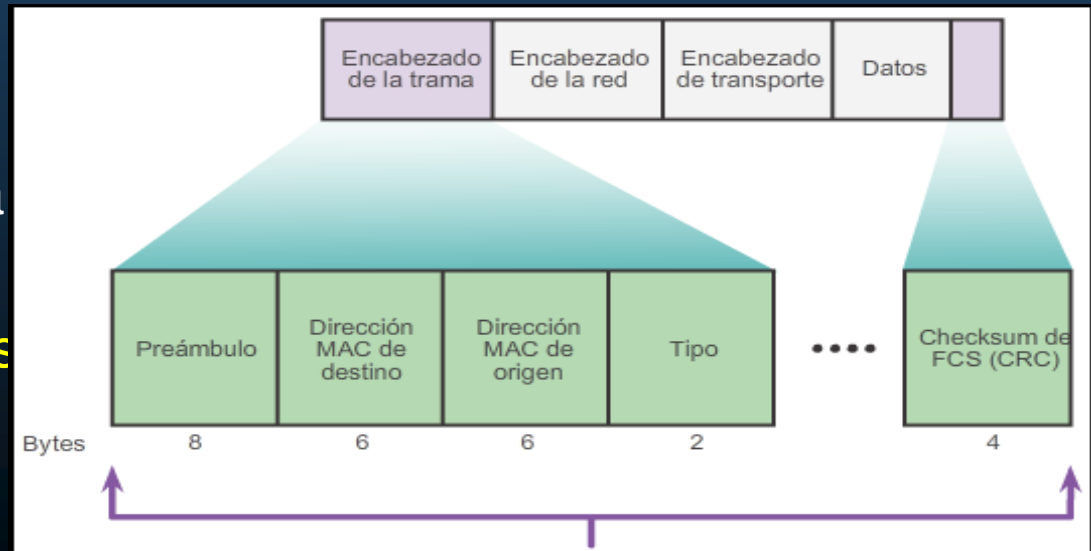 Encabezado
de la trama
Encabezado
de la red
Encabezado
de transporte
Datos
Preámbulo
Dirección
MAC de
destino
Dirección
MAC de
origen
Tipo
Checksum de
FCS (CRC)
Bytes
8
6
6
2
4